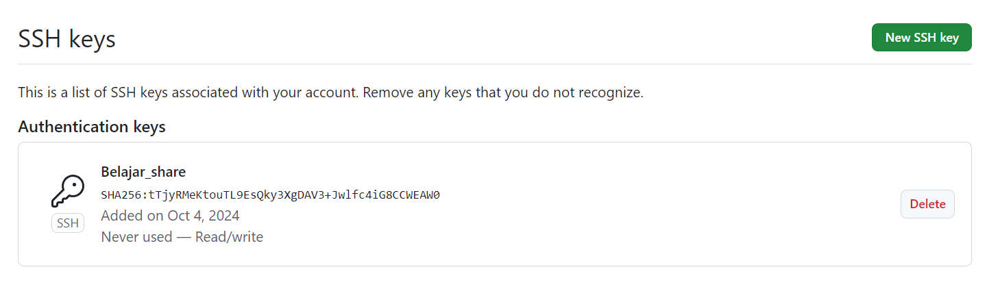 SSH keys
New SSH key
This is a list of SSH keys associated with your account. Remove any keys that you do not recognize.
Authentication keys
Belajar_share
SHA256:tTjyRMeKtouTL9EsQky3XgDAV3+Jwlfc4iG8CCWEAW0
Added on Oct 4, 2024
Never used — Read/write
SSH
Delete